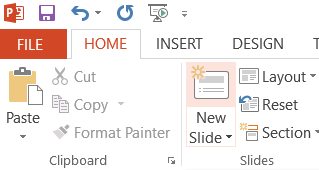 FILE HOME INSERT DESIGN
Paste
Cut
Copy
Format Painter
Clipboard
New
Slide
Layout
Reset
Section
Slides